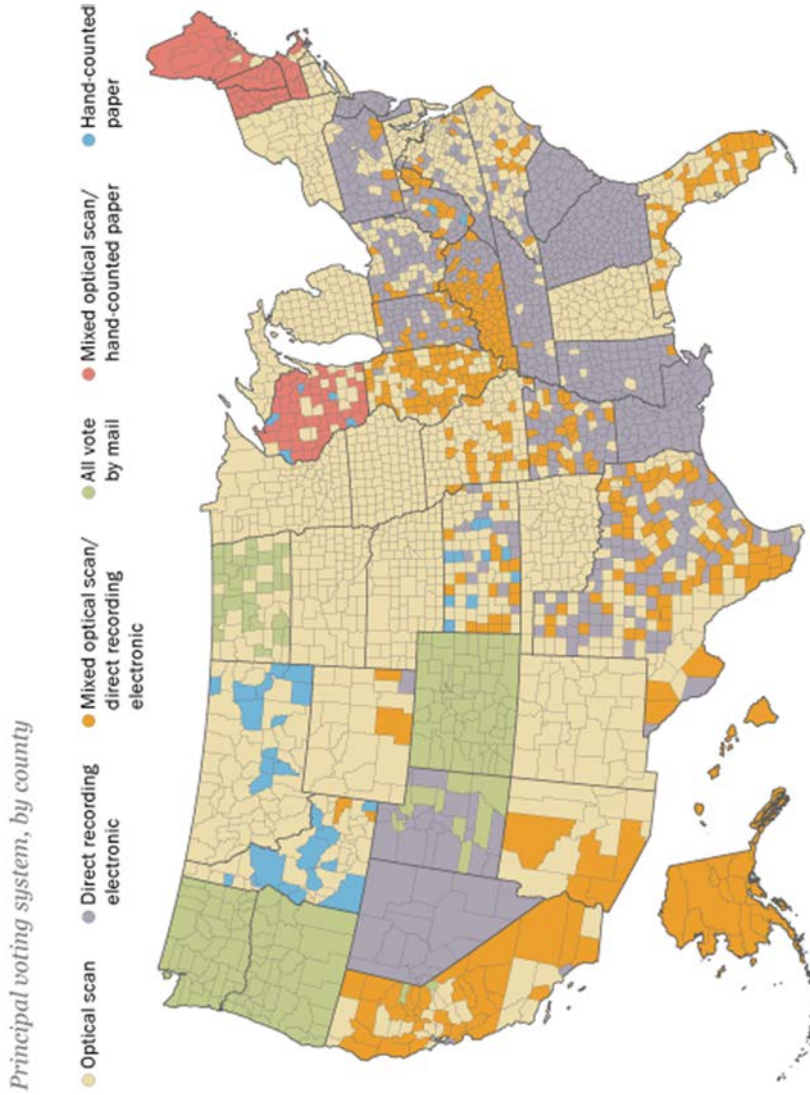 Principal voting system, by county
Optical scan
Direct recording
electronic
Mixed optical scan/
direct recording
electronic
All vote
by mail
Mixed optical scan/
hand-counted paper
Hand-counted
paper